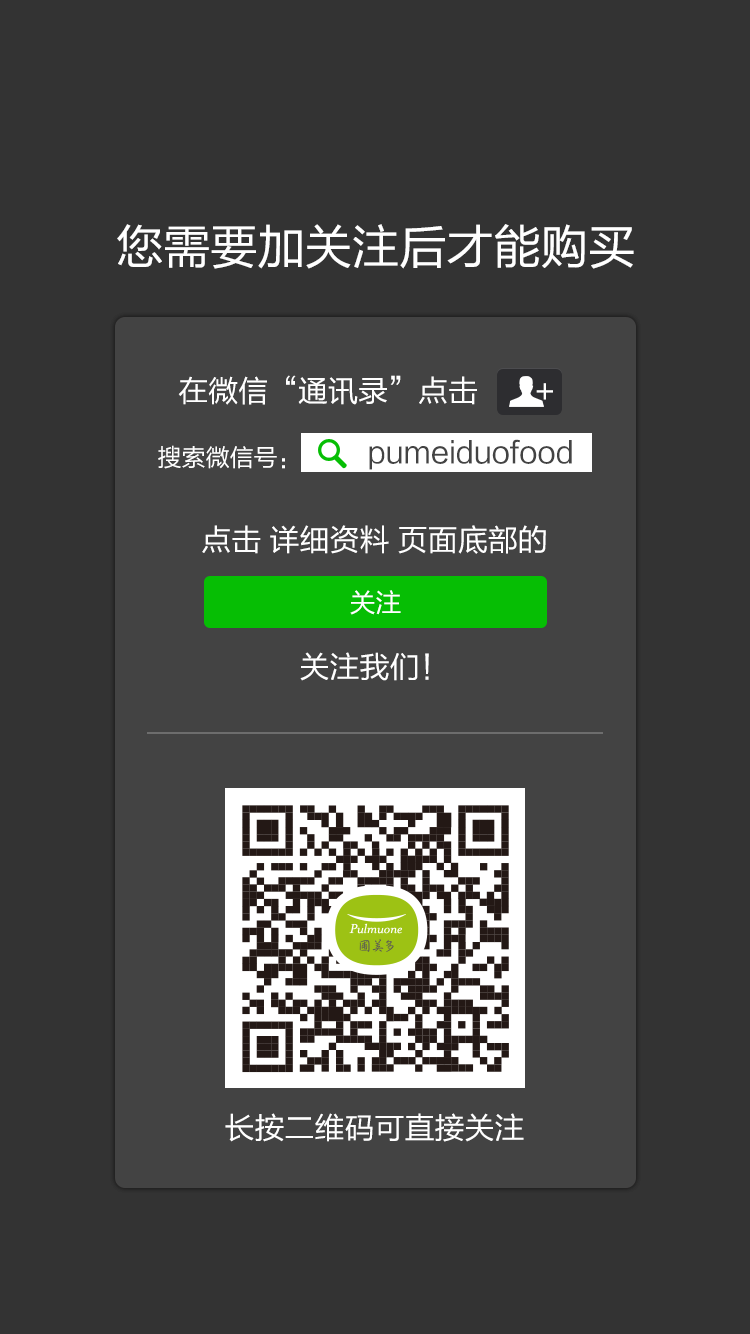 您需要加关注后才能购买
在微信“通讯录”点击
搜索微信号：
pumeiduofood
点击 详细资料 页面底部的
关注
关注我们！
Pulmuone
圃美多
长按二维码可直接关注